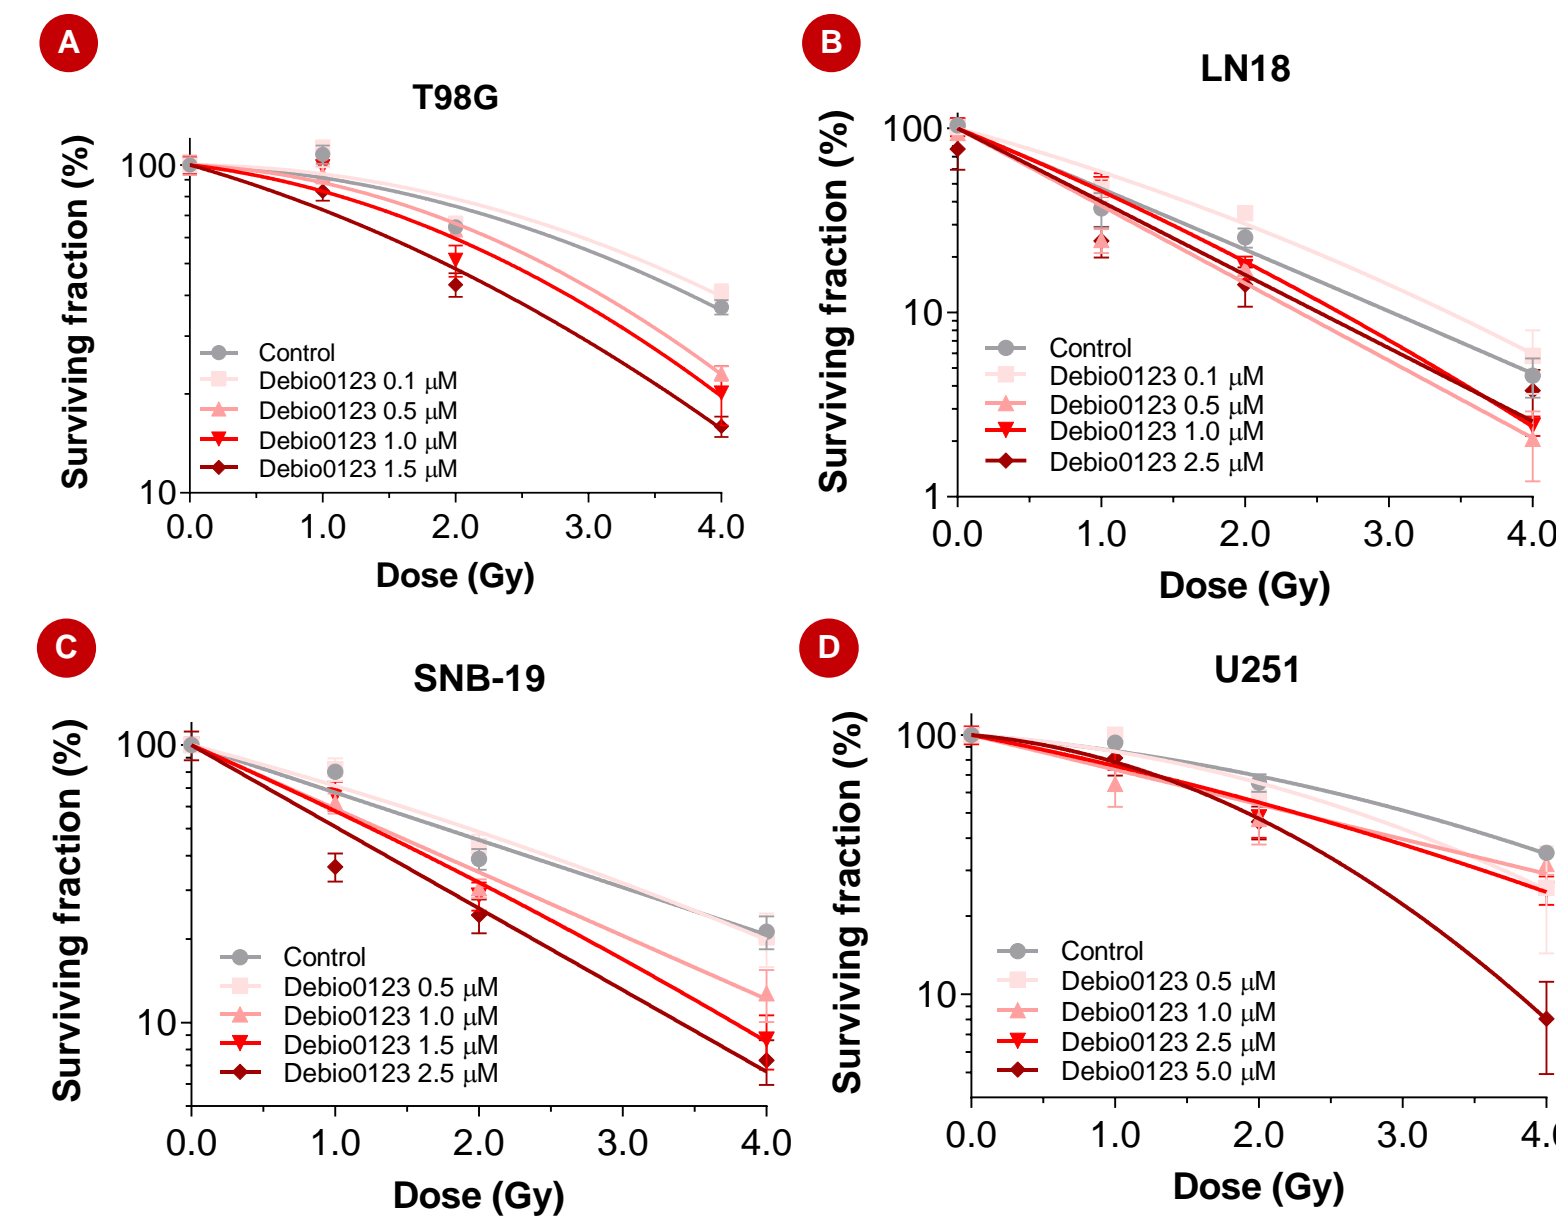 A
T98G
Surviving fraction (%)
100
10
Control
Debio0123 0.1 μM
Debio0123 0.5 μM
Debio0123 1.0 μM
Debio0123 1.5 μM
0.0 1.0 2.0 3.0 4.0
Dose (Gy)
B
LN18
Surviving fraction (%)
100
10
1
Control
Debio0123 0.1 μM
Debio0123 0.5 μM
Debio0123 1.0 μM
Debio0123 2.5 μM
0.0 1.0 2.0 3.0 4.0
Dose (Gy)
C
SNB-19
Surviving fraction (%)
100
10
Control
Debio0123 0.5 μM
Debio0123 1.0 μM
Debio0123 1.5 μM
Debio0123 2.5 μM
0.0 1.0 2.0 3.0 4.0
Dose (Gy)
D
U251
Surviving fraction (%)
100
10
Control
Debio0123 0.5 μM
Debio0123 1.0 μM
Debio0123 2.5 μM
Debio0123 5.0 μM
0.0 1.0 2.0 3.0 4.0
Dose (Gy)